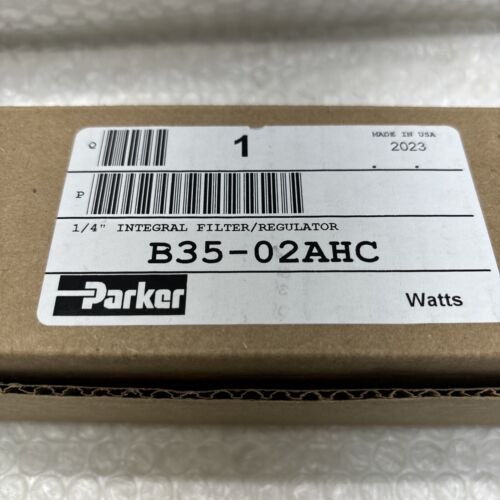 Q
1
MADE IN USA
2023
P
1/4" INTEGRAL FILTER/REGULATOR
B35-02AHC
Parker
Watts